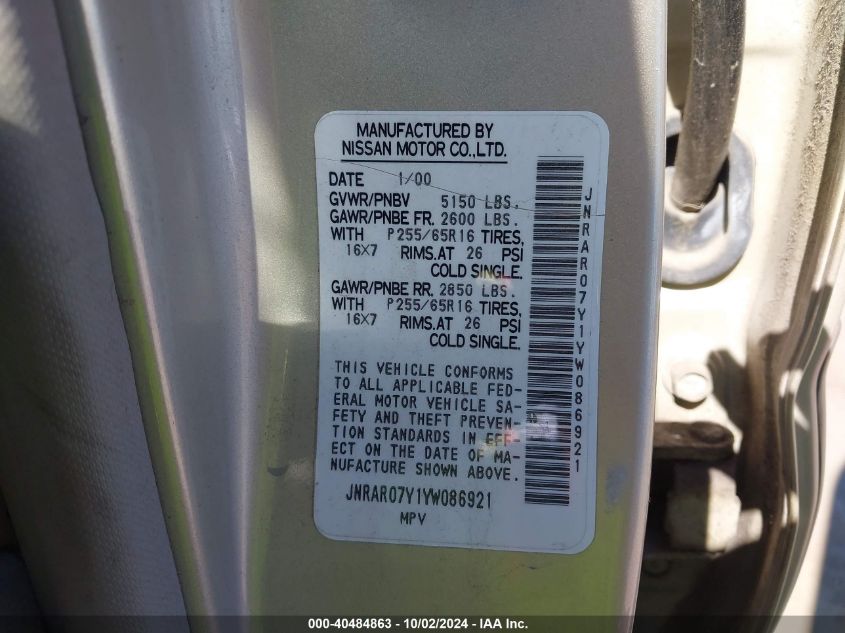 MANUFACTURED BY
NISSAN MOTOR CO.,LTD.
DATE 1/00
GVWR/PNBV 5150 LBS.
GAWR/PNBE FR. 2600 LBS.
WITH P255/65R16 TIRES,
16X7 RIMS.AT 26 PSI
COLD SINGLE.
GAWR/PNBE RR. 2850 LBS.
WITH P255/65R16 TIRES,
16X7 RIMS.AT 26 PSI
COLD SINGLE.
THIS VEHICLE CONFORMS
TO ALL APPLICABLE FED-
ERAL MOTOR VEHICLE SA-
FETY AND THEFT PREVEN-
TION STANDARDS IN EFF-
ECT ON THE DATE OF MA-
NUFACTURE SHOWN ABOVE.
JNRAR07Y1YW086921
MPV
JNRAR07Y1YW086921
000-40484863 - 10/02/2024 - IAA Inc.